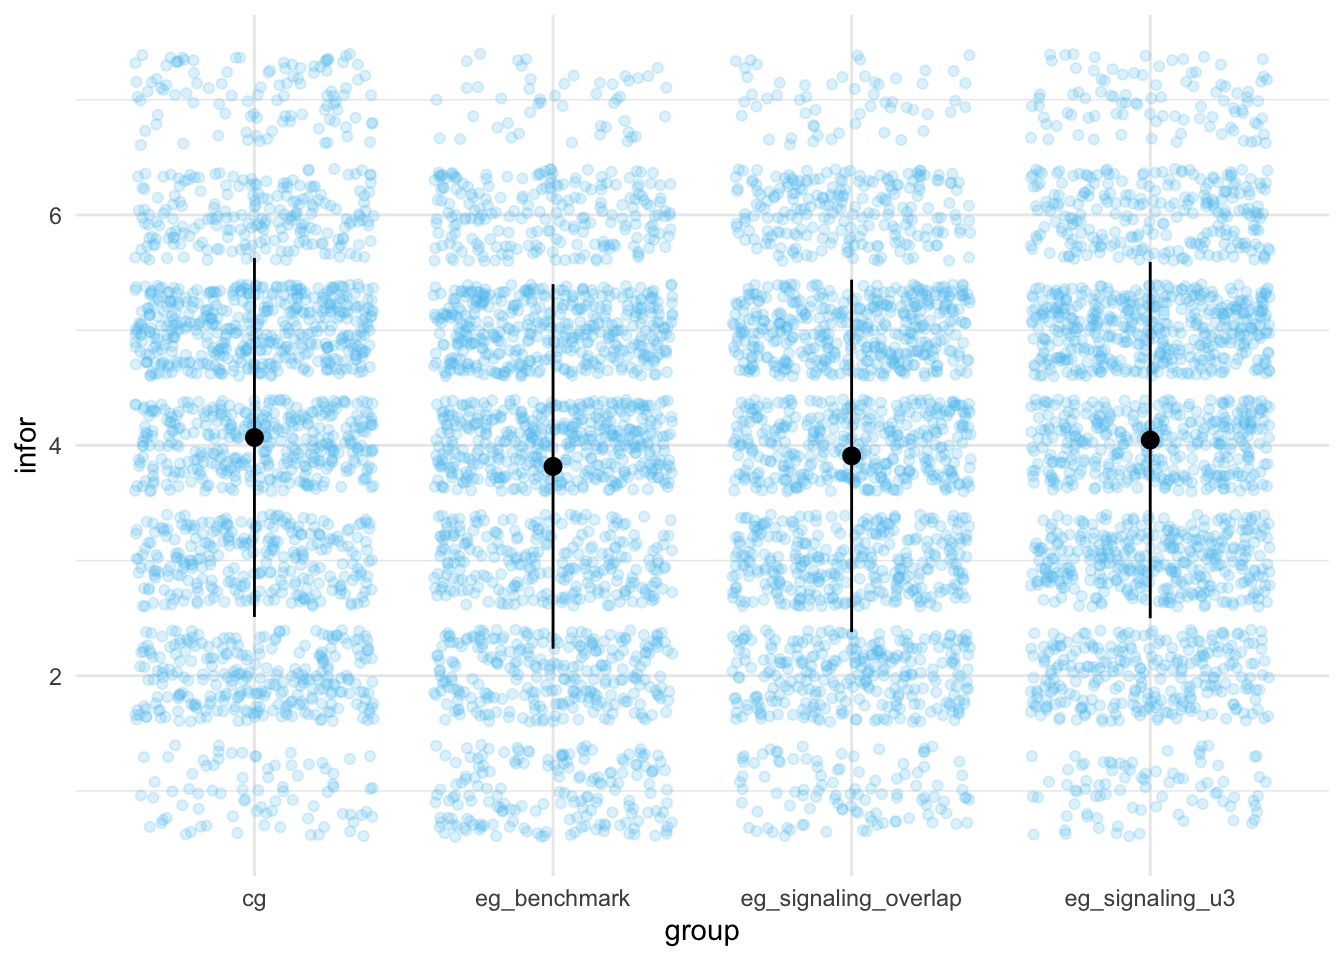 infor
6
4
2
cg
eg_benchmark
eg_signaling_overlap
eg_signaling_u3
group